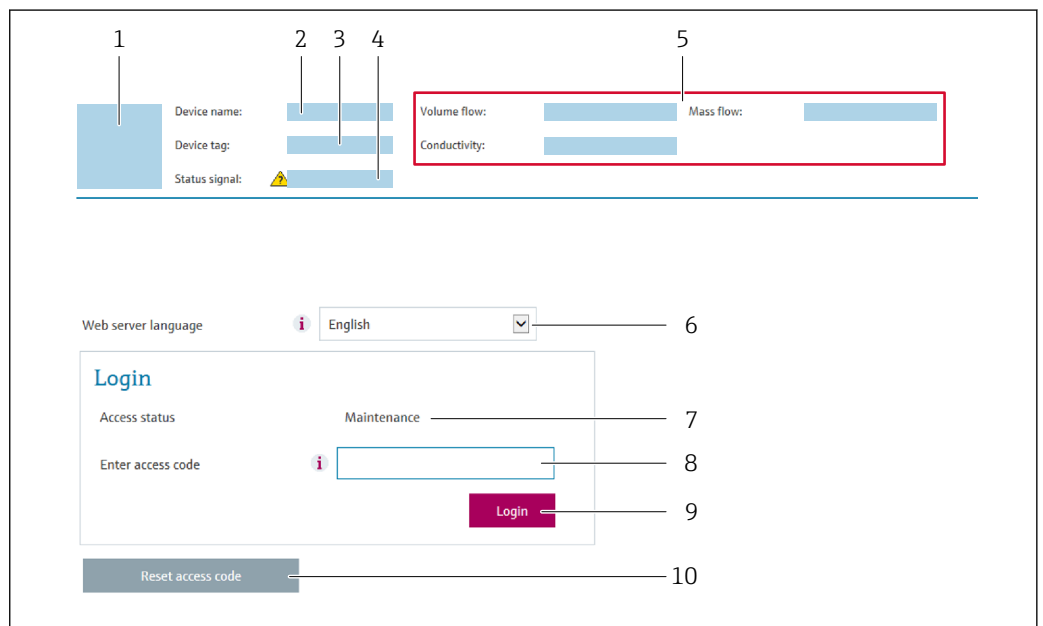 1 2 3 4 5
Device name: Volume flow: Mass flow:
Device tag: Conductivity:
Status signal: ?
Web server language i English 6
Login
Access status Maintenance 7
Enter access code i 8
Login 9
Reset access code 10